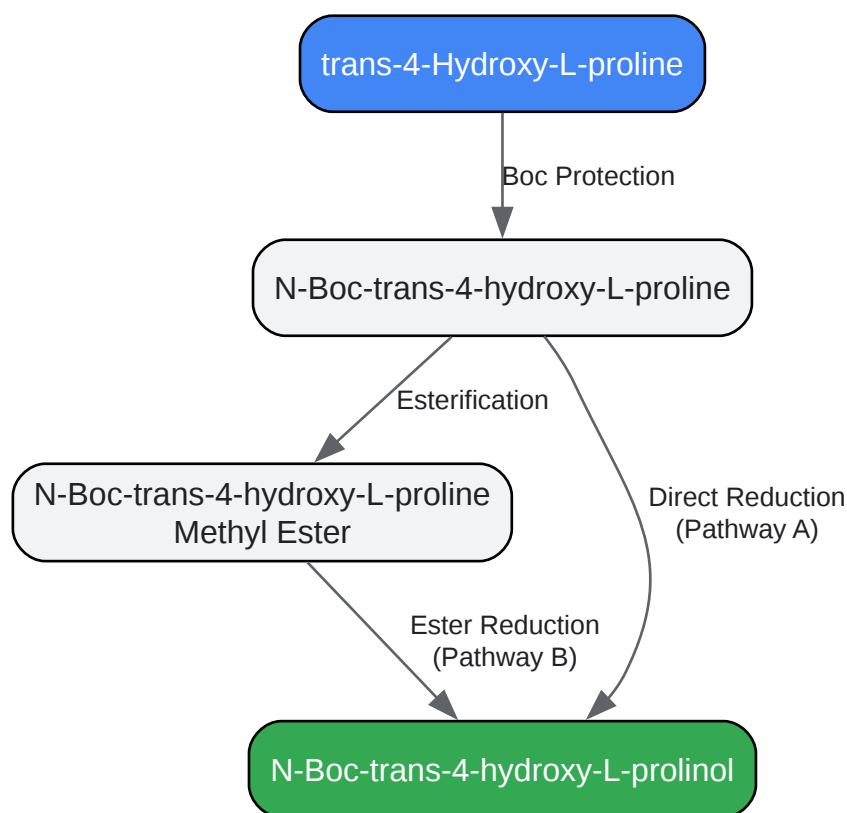 trans-4-Hydroxy-L-proline
Boc Protection
N-Boc-trans-4-hydroxy-L-proline
Esterification
N-Boc-trans-4-hydroxy-L-proline
Methyl Ester
Direct Reduction
(Pathway A)
Ester Reduction
(Pathway B)
N-Boc-trans-4-hydroxy-L-prolinol